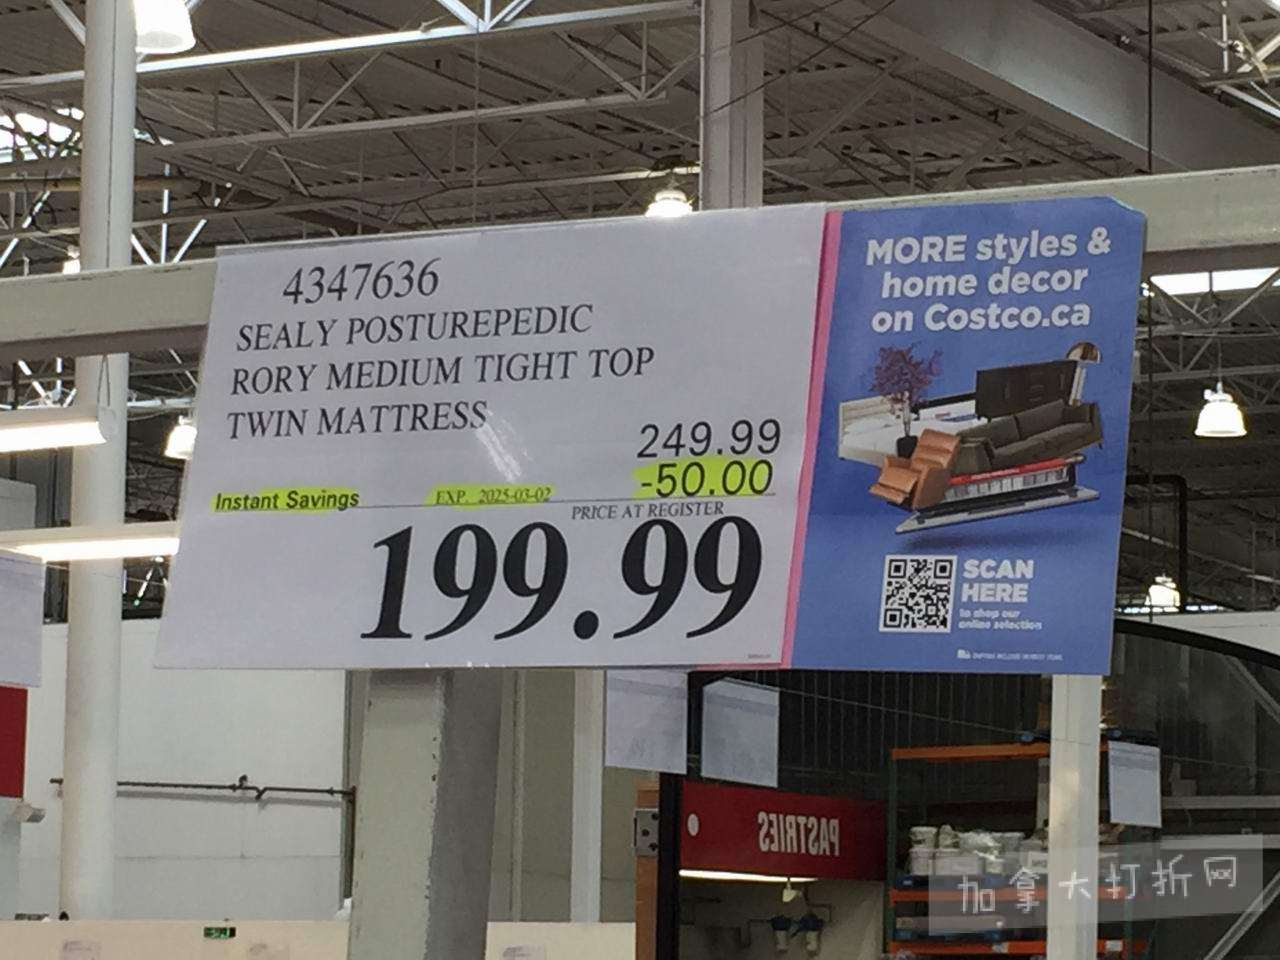 4347636
SEALY POSTUREPEDIC
RORY MEDIUM TIGHT TOP
TWIN MATTRESS
249.99
-50.00
Instant Savings EXP. 2025-03-02
PRICE AT REGISTER
199.99
MORE styles &
home decor
on Costco.ca
SCAN
HERE
to shop our
online selection
PASTRIES
加拿大打折网